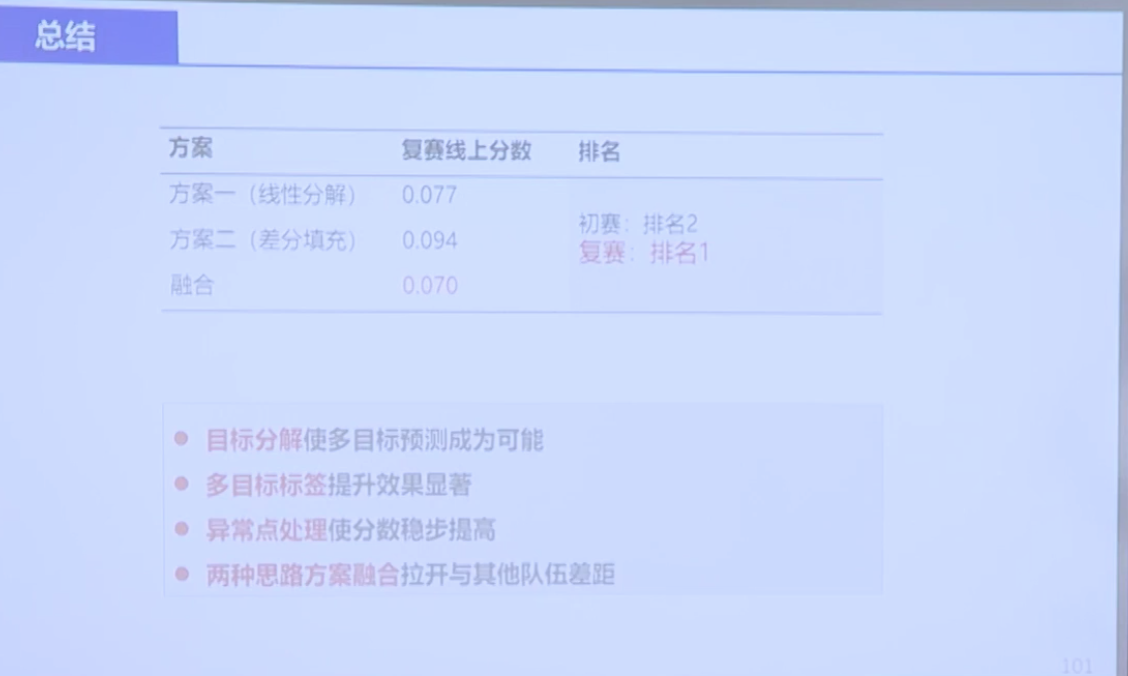 总结
方案 复赛线上分数 排名
方案一（线性分解） 0.077
方案二（差分填充） 0.094
初赛：排名2
复赛：排名1
融合 0.070
目标分解使多目标预测成为可能
多目标标签提升效果显著
异常点处理使分数稳步提高
两种思路方案融合拉开与其他队伍差距
101